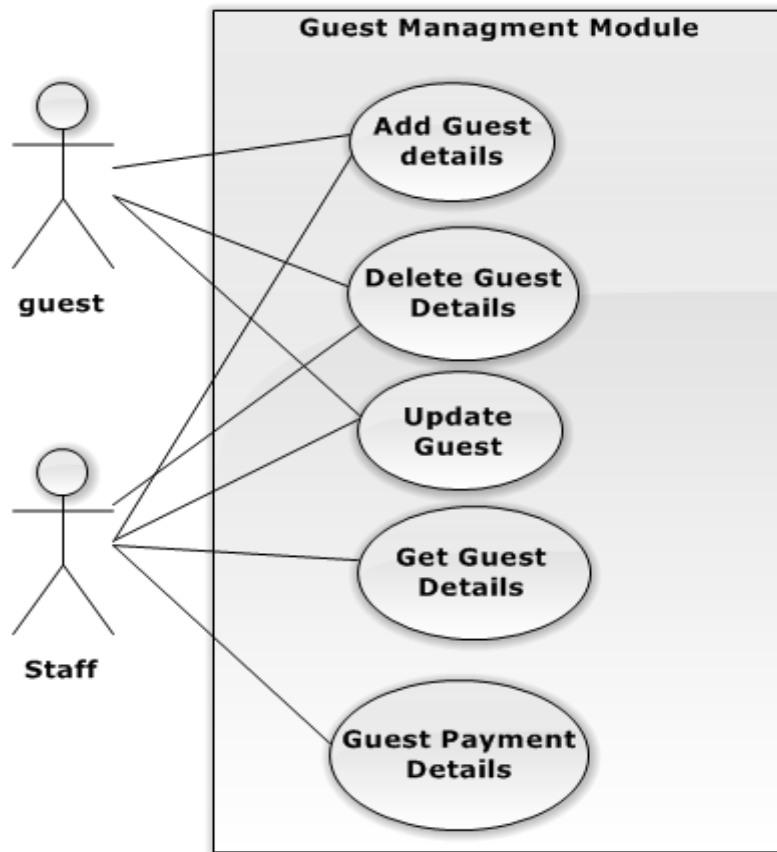 Guest Managment Module
Add Guest
details
Delete Guest
Details
guest
Update
Guest
Get Guest
Details
Staff
Guest Payment
Details